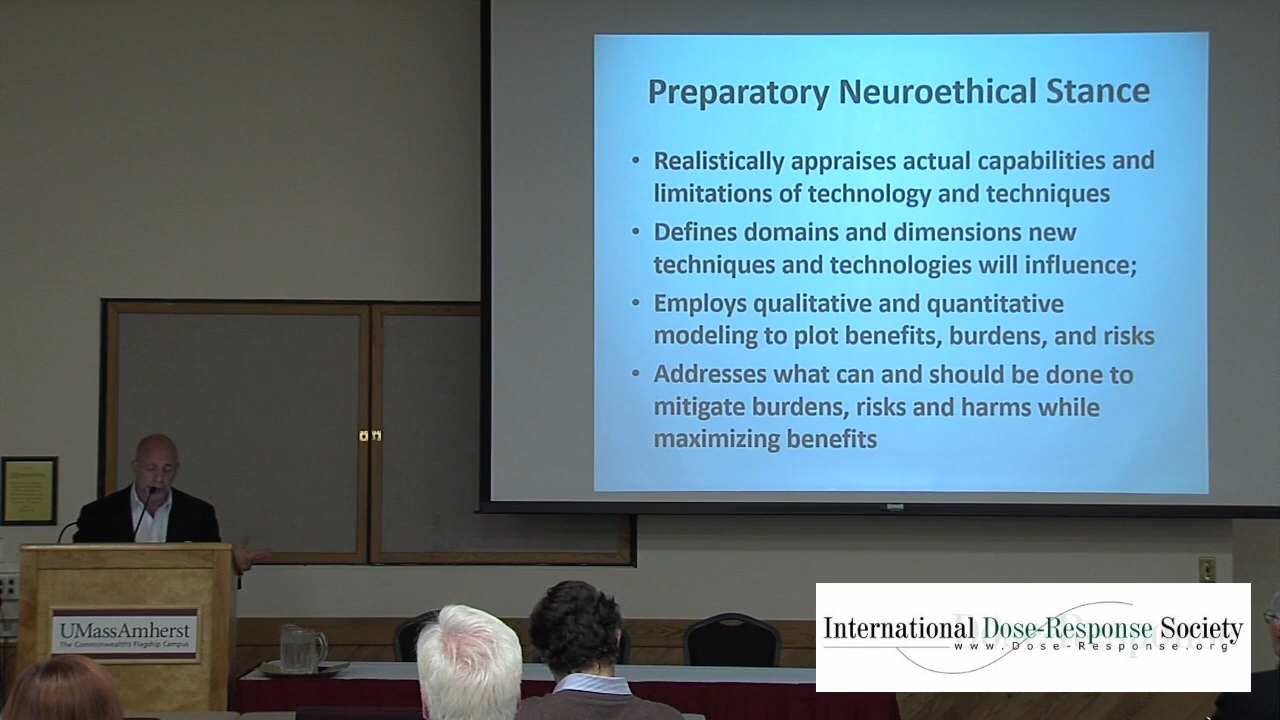 Preparatory Neuroethical Stance
• Realistically appraises actual capabilities and
limitations of technology and techniques
• Defines domains and dimensions new
techniques and technologies will influence;
• Employs qualitative and quantitative
modeling to plot benefits, burdens, and risks
• Addresses what can and should be done to
mitigate burdens, risks and harms while
maximizing benefits
UMassAmherst
The Commonwealth's Flagship Campus
International Dose-Response Society
www.Dose-Response.org